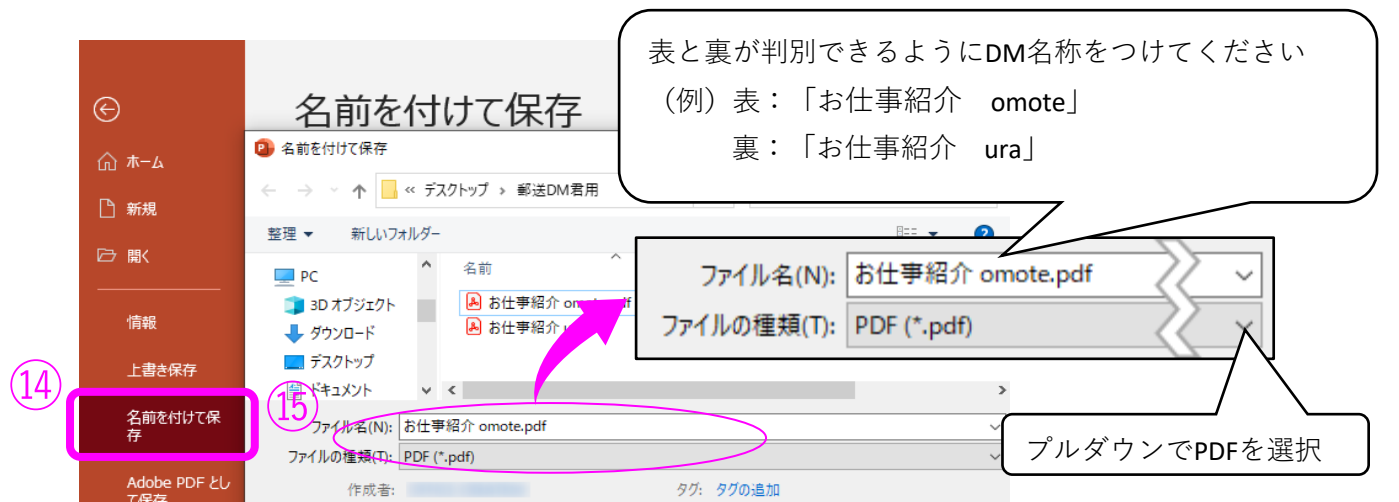 表と裏が判別できるようにDM名称をつけてください
（例）表：「お仕事紹介　omote」
裏：「お仕事紹介　ura」
名前を付けて保存
ホーム
新規
開く
情報
上書き保存
⑭
名前を付けて保
存
Adobe PDF とし
て保存
名前を付けて保存
« デスクトップ › 郵送DM君用
整理
新しいフォルダー
PC
3D オブジェクト
ダウンロード
デスクトップ
ドキュメント
名前
お仕事紹介
お仕事紹介
ファイル名(N): お仕事紹介 omote.pdf
ファイルの種類(T): PDF (*.pdf)
⑮
ファイル名(N): お仕事紹介 omote.pdf
ファイルの種類(T): PDF (*.pdf)
作成者:
タグ: タグの追加
プルダウンでPDFを選択